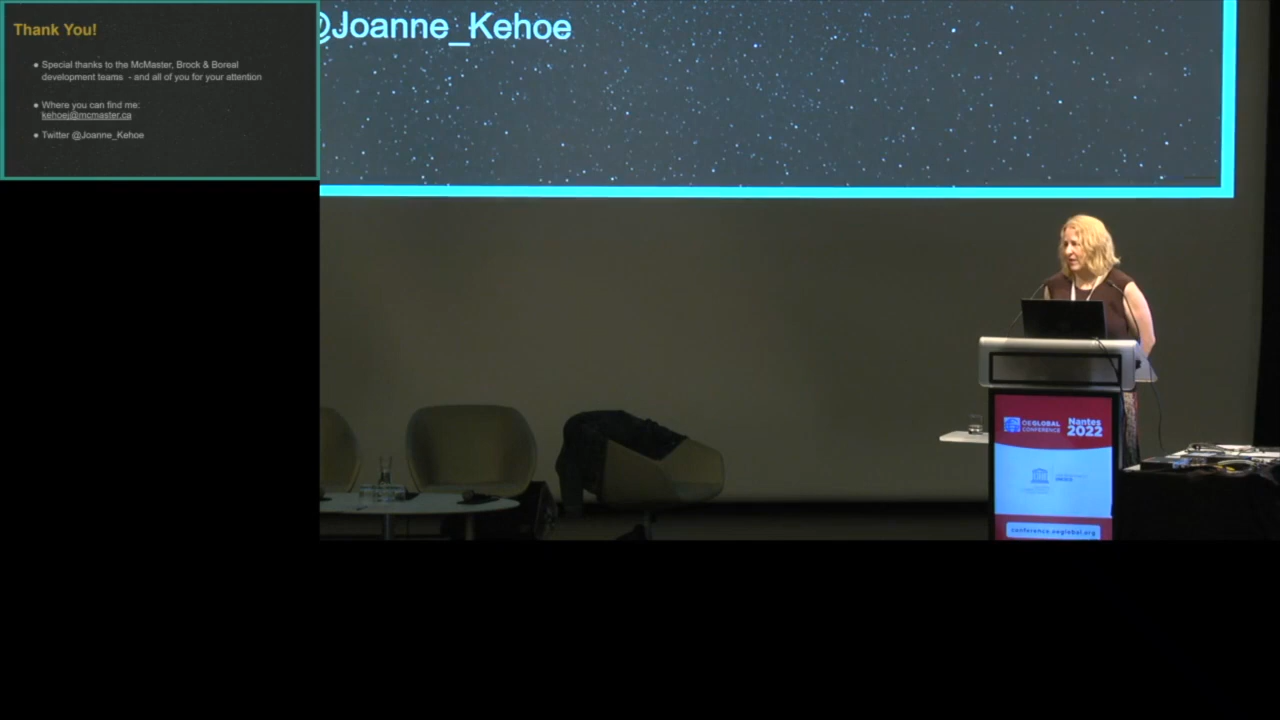 Thank You!
● Special thanks to the McMaster, Brock & Boreal
development teams - and all of you for your attention
● Where you can find me:
kehoej@mcmaster.ca
● Twitter @Joanne_Kehoe
@Joanne_Kehoe
OEGLOBAL
CONFERENCE
Nantes
2022
conference.oeglobal.org